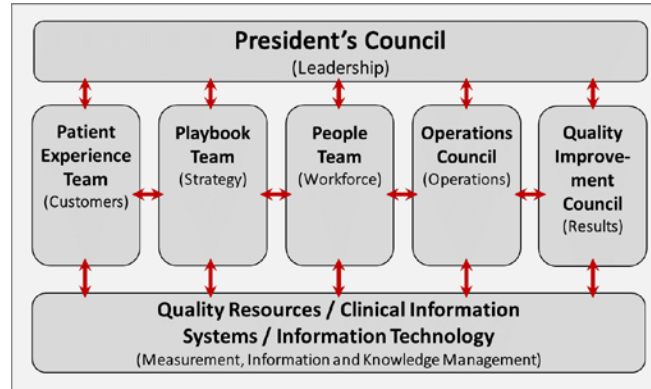 President’s Council
(Leadership)
Patient
Experience
Team
(Customers)
Playbook
Team
(Strategy)
People
Team
(Workforce)
Operations
Council
(Operations)
Quality
Improve-
ment
Council
(Results)
Quality Resources / Clinical Information
Systems / Information Technology
(Measurement, Information and Knowledge Management)